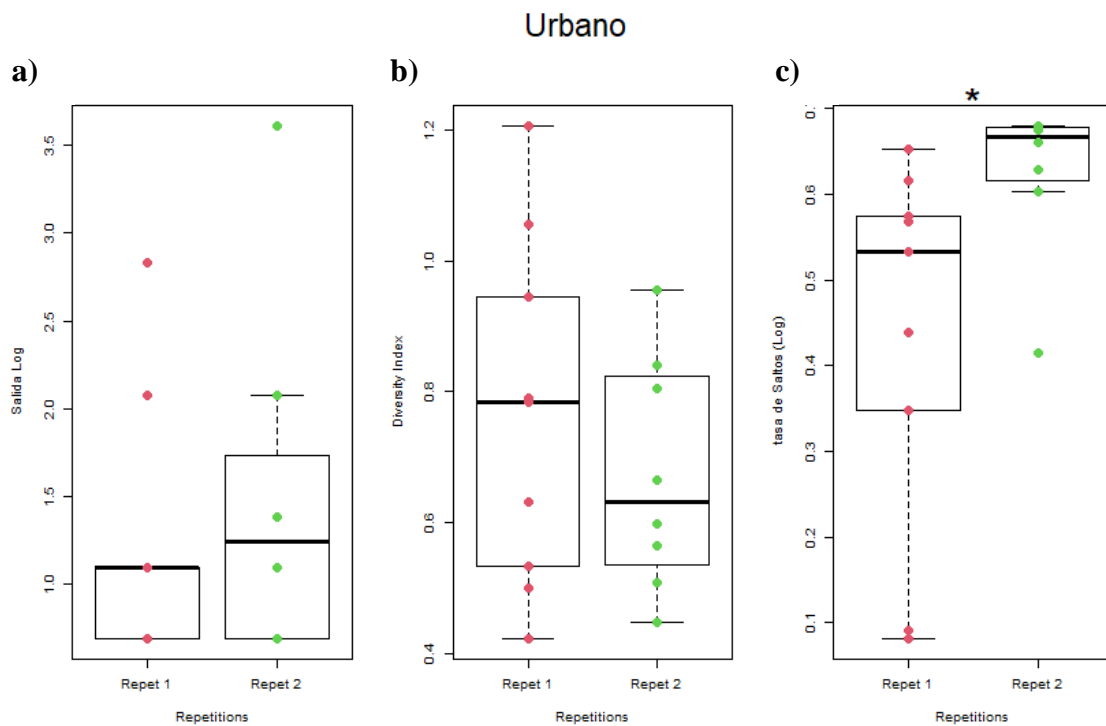 Urbano
a)
Salida Log
3.5
3.0
2.5
2.0
1.5
1.0
Repet 1
Repet 2
Repetitions
b)
Diversity Index
1.2
1.0
0.8
0.6
0.4
Repet 1
Repet 2
Repetitions
c)
*
tasa de Saltos (Log)
0.6
0.5
0.4
0.3
0.2
0.1
Repet 1
Repet 2
Repetitions